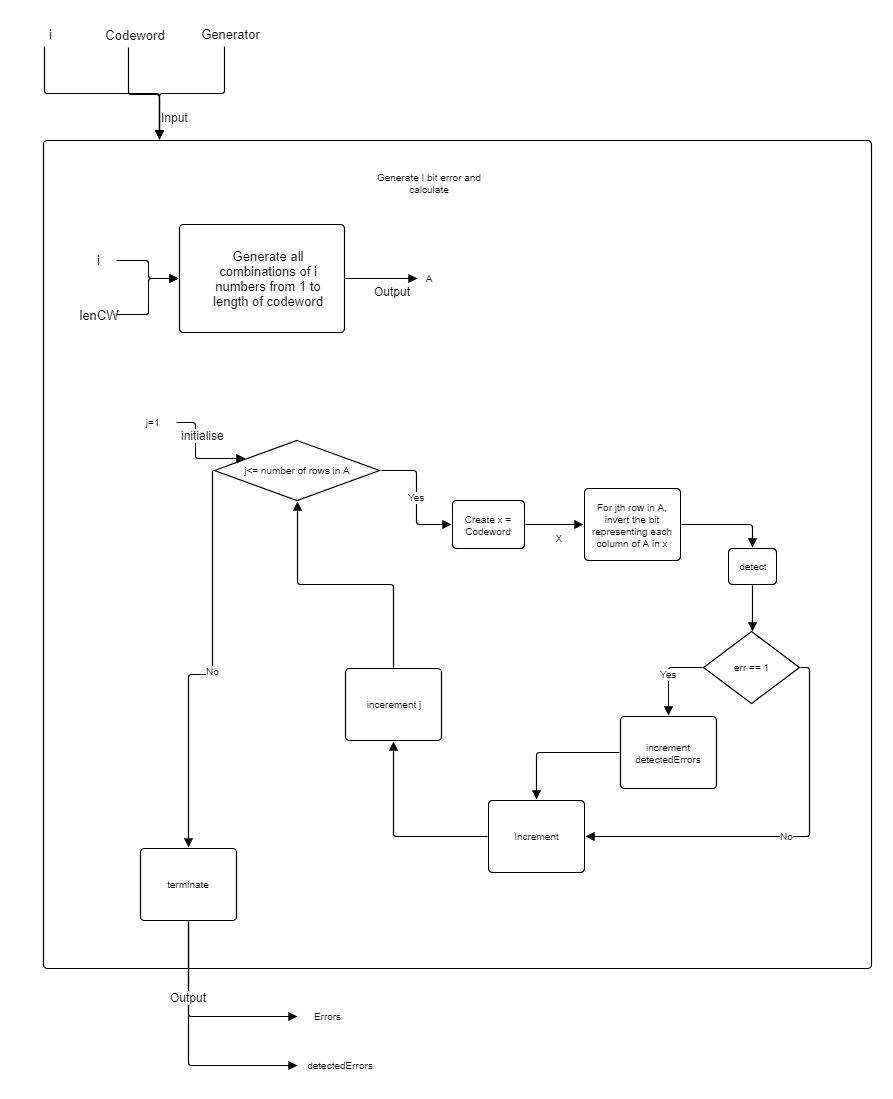 i
Codeword
Generator
Input
Generate I bit error and
calculate
i
lenCW
Generate all
combinations of i
numbers from 1 to
length of codeword
Output
A
j=1
initialise
j<= number of rows in A
Yes
Create x =
Codeword
X
For jth row in A,
invert the bit
representing each
column of A in x
detect
err == 1
Yes
No
increment
detectedErrors
Increment
incerement j
No
terminate
Output
Errors
detectedErrors